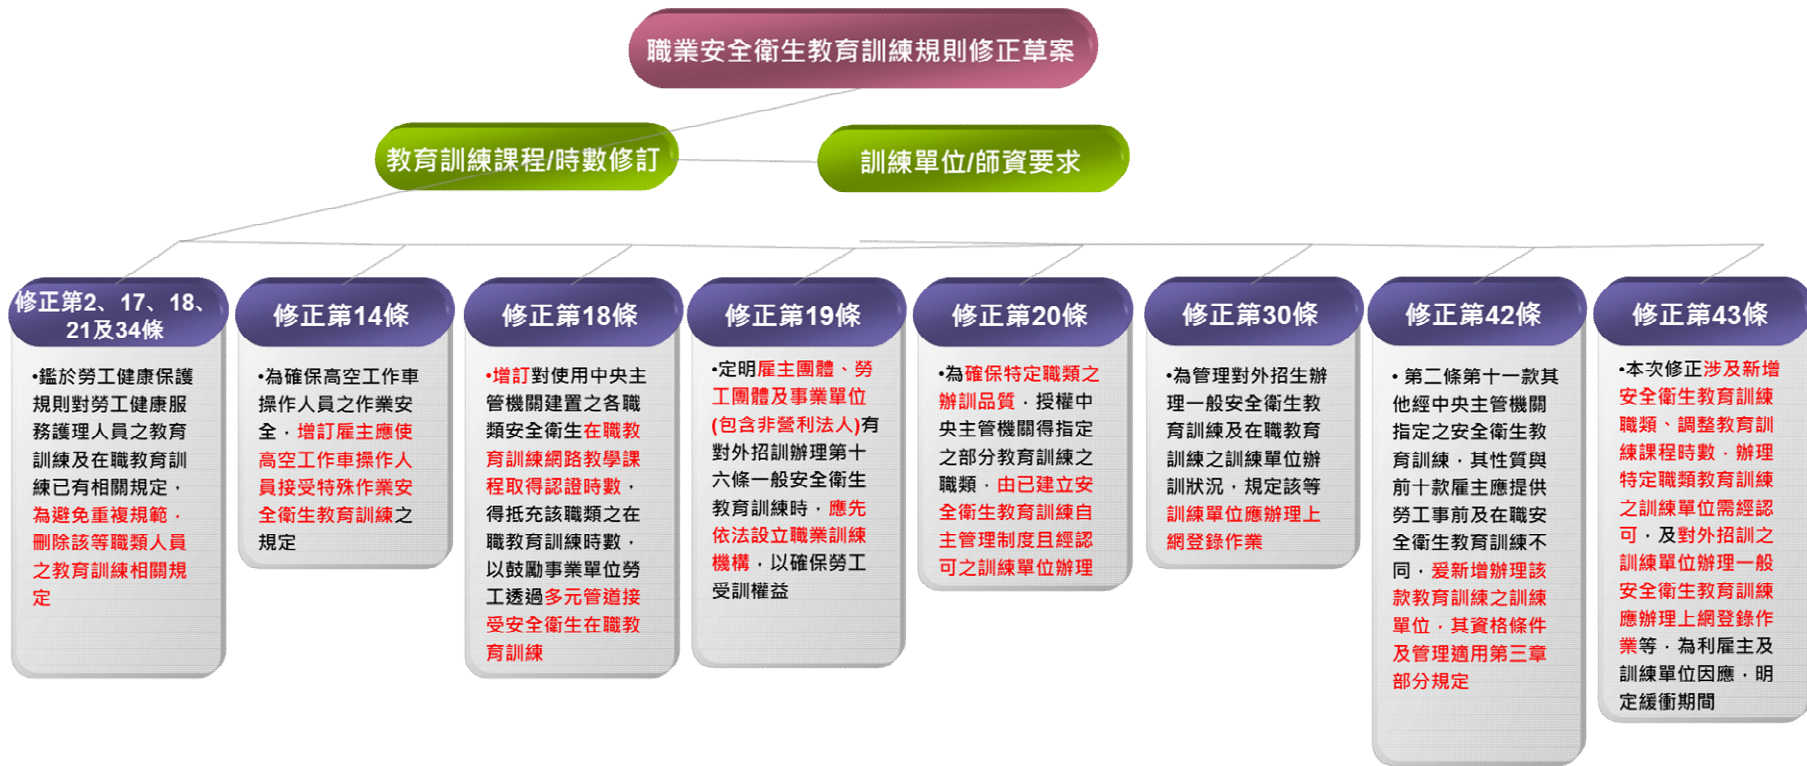 職業安全衛生教育訓練規則修正草案
教育訓練課程/時數修訂
訓練單位/師資要求
修正第2、17、18、
21及34條
•鑑於勞工健康保護
規則對勞工健康服
務護理人員之教育
訓練及在職教育訓
練已有相關規定，
為避免重複規範，
刪除該等職類人員
之教育訓練相關規
定
修正第14條
•為確保高空工作車
操作人員之作業安
全，增訂雇主應使
高空工作車操作人
員接受特殊作業安
全衛生教育訓練之
規定
修正第18條
•增訂對使用中央主
管機關建置之各職
類安全衛生在職教
育訓練網路教學課
程取得認證時數，
得抵充該職類之在
職教育訓練時數，
以鼓勵事業單位勞
工透過多元管道接
受安全衛生在職教
育訓練
修正第19條
•定明雇主團體、勞
工團體及事業單位
(包含非營利法人)有
對外招訓辦理第十
六條一般安全衛生
教育訓練時，應先
依法設立職業訓練
機構，以確保勞工
受訓權益
修正第20條
•為確保特定職類之
辦訓品質，授權中
央主管機關得指定
之部分教育訓練之
職類，由已建立安
全衛生教育訓練自
主管理制度且經認
可之訓練單位辦理
修正第30條
•為管理對外招生辦
理一般安全衛生教
育訓練及在職教育
訓練之訓練單位辦
訓狀況，規定該等
訓練單位應辦理上
網登錄作業
修正第42條
• 第二條第十一款其
他經中央主管機關
指定之安全衛生教
育訓練，其性質與
前十款雇主應提供
勞工事前及在職安
全衛生教育訓練不
同，爰新增辦理該
款教育訓練之訓練
單位，其資格條件
及管理適用第三章
部分規定
修正第43條
•本次修正涉及新增
安全衛生教育訓練
職類、調整教育訓
練課程時數，辦理
特定職類教育訓練
之訓練單位需經認
可，及對外招訓之
訓練單位辦理一般
安全衛生教育訓練
應辦理上網登錄作
業等，為利雇主及
訓練單位因應，明
定緩衝期間